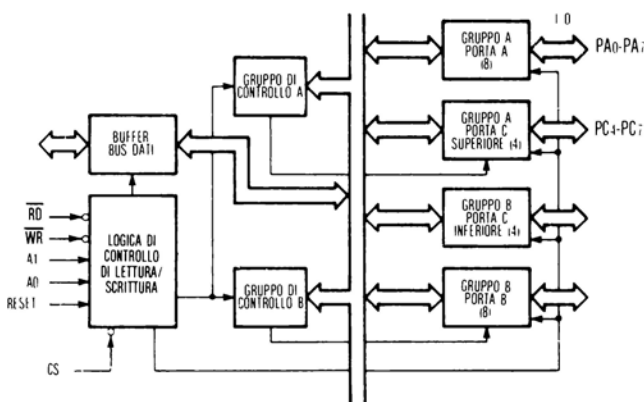 I O
GRUPPO A
PORTA A
(8)
PA0-PA7
GRUPPO DI
CONTROLLO A
GRUPPO A
PORTA C
SUPERIORE (4)
PC4-PC7
BUFFER
BUS DATI
RD
WR
A1
A0
RESET
CS
LOGICA DI
CONTROLLO
DI LETTURA/
SCRITTURA
GRUPPO B
PORTA C
INFERIORE (4)
GRUPPO DI
CONTROLLO B
GRUPPO B
PORTA B
(8)